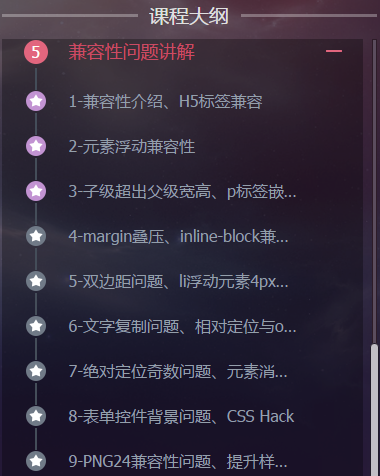 课程大纲
5 兼容性问题讲解
1-兼容性介绍、H5标签兼容
2-元素浮动兼容性
3-子级超出父级宽高、p标签嵌...
4-margin叠压、inline-block兼...
5-双边距问题、li浮动元素4px...
6-文字复制问题、相对定位与o...
7-绝对定位奇数问题、元素消...
8-表单控件背景问题、CSS Hack
9-PNG24兼容性问题、提升样...